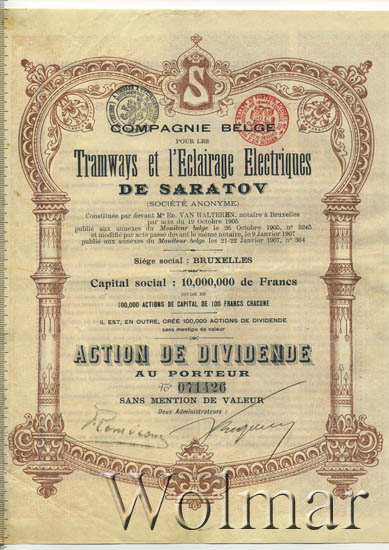 S
COMPAGNIE BELGE
POUR LES
Tramways et l'Eclairage Electriques
DE SARATOV
(SOCIÉTÉ ANONYME)
Constituée par devant Me ED. VAN HALTEREN, notaire à Bruxelles
par acte du 19 Octobre 1905
publié aux annexes du Moniteur belge le 26 Octobre 1905, n° 5245
et modifié par acte passé devant le même notaire, le 9 Janvier 1907
publié aux annexes du Moniteur belge les 21-22 Janvier 1907, n° 364
Siège social : BRUXELLES
Capital social : 10,000,000 de Francs
DIVISÉ EN
100,000 ACTIONS DE CAPITAL DE 100 FRANCS CHACUNE
IL EST, EN OUTRE, CRÉÉ 100,000 ACTIONS DE DIVIDENDE
sans mention de valeur
ACTION DE DIVIDENDE
AU PORTEUR
N° 071426
SANS MENTION DE VALEUR
Deux Administrateurs :
Wolmar